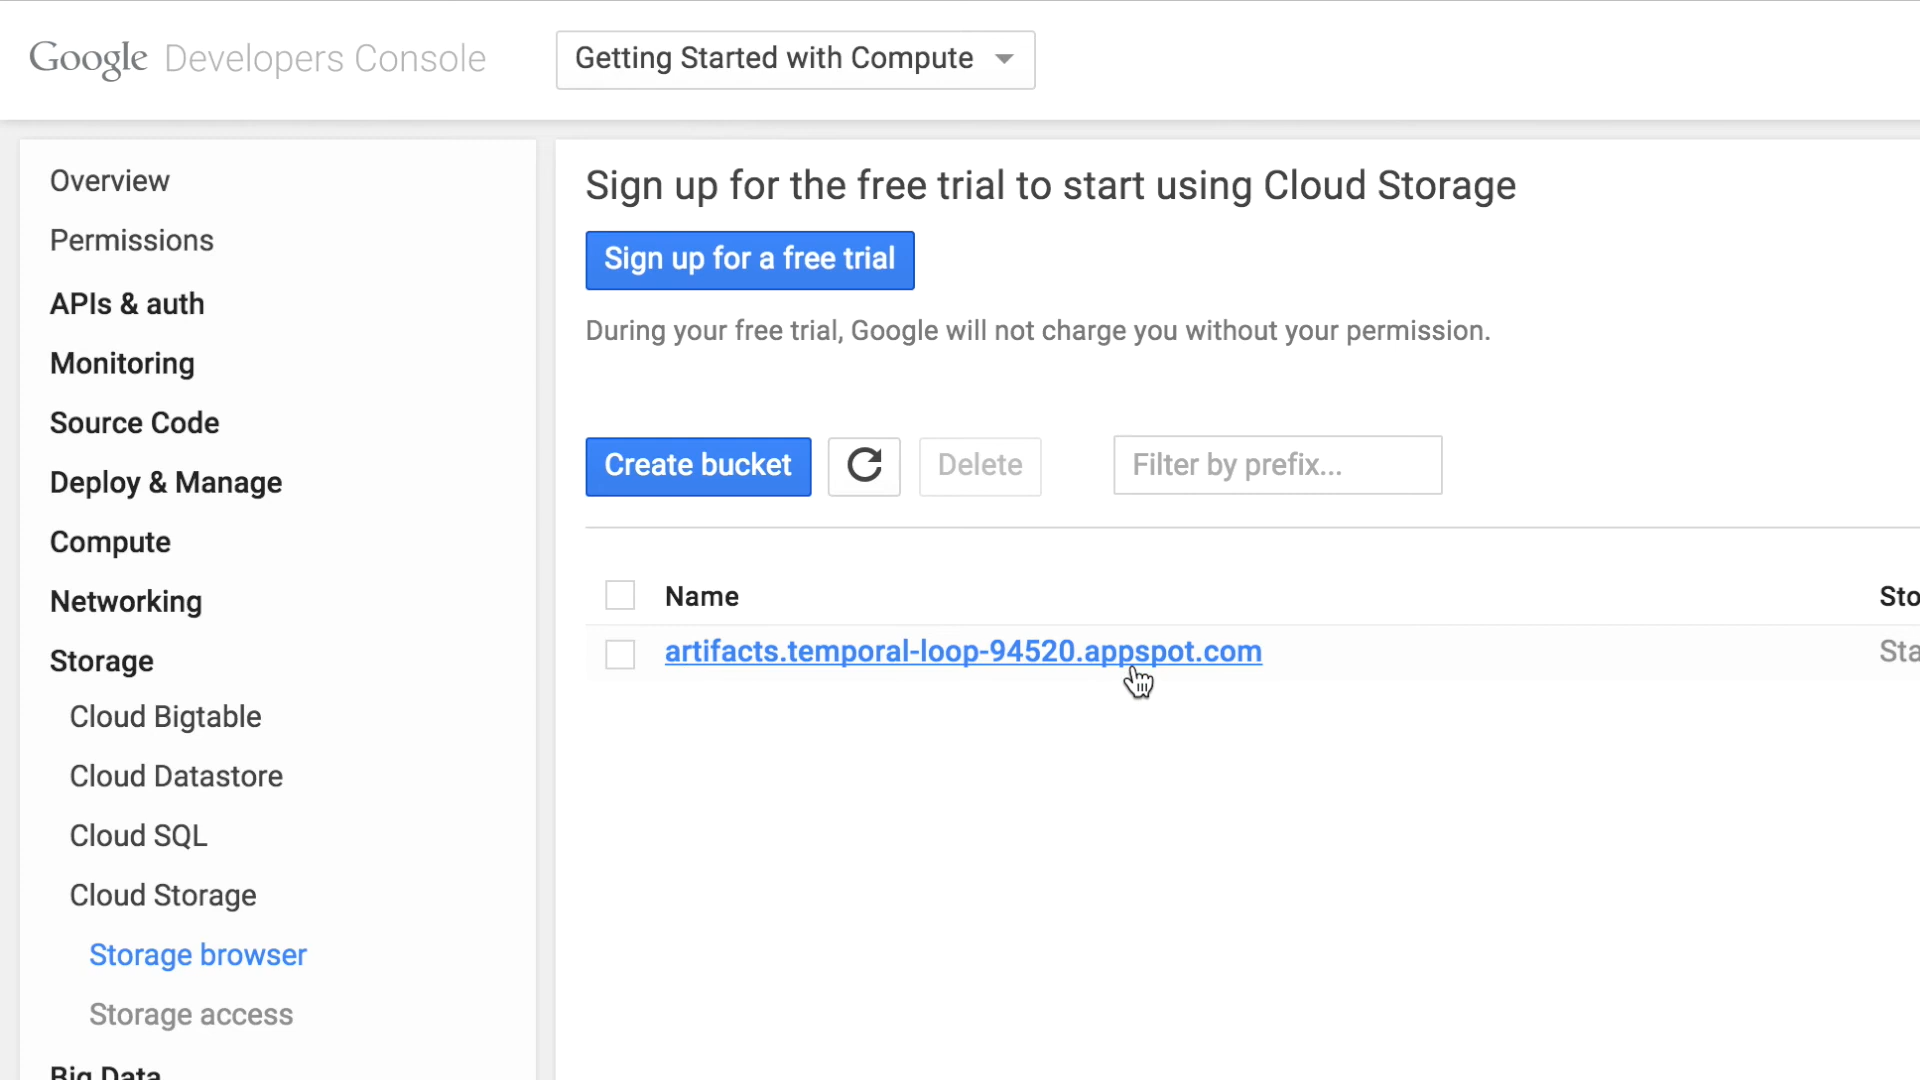 Google Developers Console
Getting Started with Compute
Overview
Permissions
APIs & auth
Monitoring
Source Code
Deploy & Manage
Compute
Networking
Storage
Cloud Bigtable
Cloud Datastore
Cloud SQL
Cloud Storage
Storage browser
Storage access
Big Data
Sign up for the free trial to start using Cloud Storage
Sign up for a free trial
During your free trial, Google will not charge you without your permission.
Create bucket Delete Filter by prefix...
Name Sto
artifacts.temporal-loop-94520.appspot.com Sta